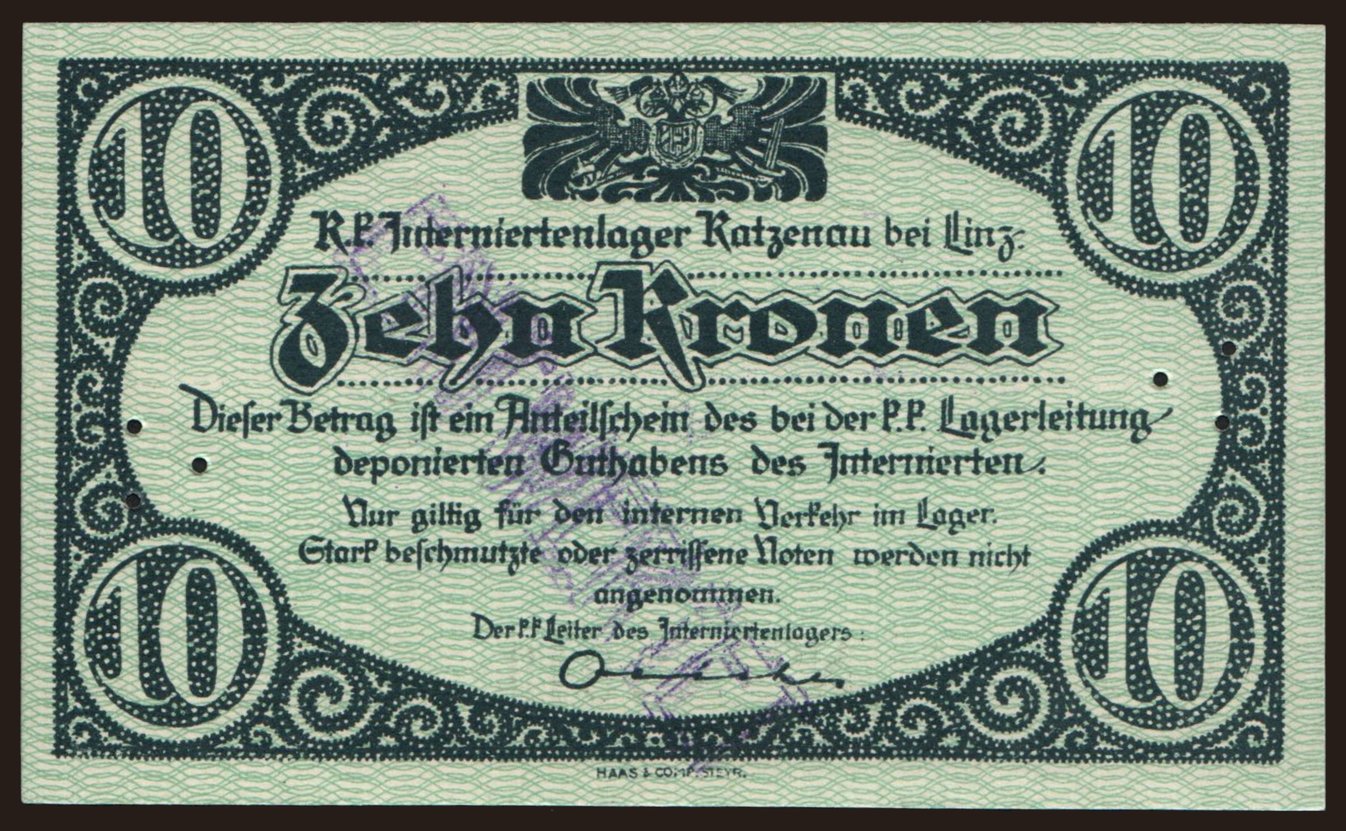 10
10
K.k. Interniertenlager Katzenau bei Linz.
Zehn Kronen
Dieser Betrag ist ein Anteilschein des bei der k.k. Lagerleitung
deponierten Guthabens des Internierten.
Nur giltig für den internen Verkehr im Lager.
Stark beschmutzte oder zerrissene Noten werden nicht
angenommen.
Der k.k Leiter des Interniertenlagers:
10
10
HAAS & COMP. STEYR.